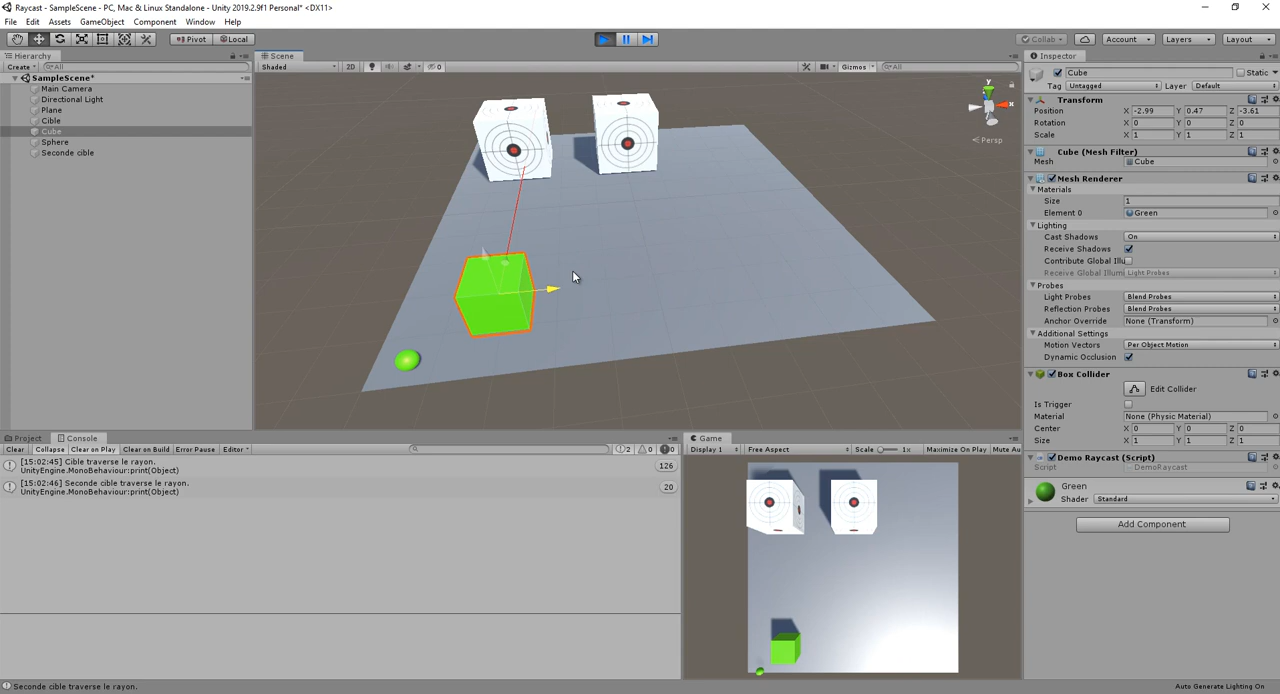 Raycast - SampleScene - PC, Mac & Linux Standalone - Unity 2019.2.9f1 Personal* <DX11>
File Edit Assets GameObject Component Window Help
Pivot Local Collab Account Layers Layout
Hierarchy
Create All
SampleScene*
Main Camera
Directional Light
Plane
Cible
Cube
Sphere
Seconde cible
Scene
Shaded 2D 0 Gizmos All
y
x
Persp
Inspector
Cube Static
Tag Untagged Layer Default
Transform
Position X -2.99 Y 0.47 Z -3.61
Rotation X 0 Y 0 Z 0
Scale X 1 Y 1 Z 1
Cube (Mesh Filter)
Mesh Cube
Mesh Renderer
Materials
Size 1
Element 0 Green
Lighting
Cast Shadows On
Receive Shadows
Contribute Global Illu
Receive Global Illumin Light Probes
Probes
Light Probes Blend Probes
Reflection Probes Blend Probes
Anchor Override None (Transform)
Additional Settings
Motion Vectors Per Object Motion
Dynamic Occlusion
Box Collider
Edit Collider
Is Trigger
Material None (Physic Material)
Center X 0 Y 0 Z 0
Size X 1 Y 1 Z 1
Demo Raycast (Script)
Script DemoRaycast
Green
Shader Standard
Add Component
Project Console
Clear Collapse Clear on Play Clear on Build Error Pause Editor 2 0 0
[15:02:45] Cible traverse le rayon.
UnityEngine.MonoBehaviour:print(Object)
126
[15:02:46] Seconde cible traverse le rayon.
UnityEngine.MonoBehaviour:print(Object)
20
Game
Display 1 Free Aspect Scale 1x Maximize On Play Mute Au
Seconde cible traverse le rayon.
Auto Generate Lighting On